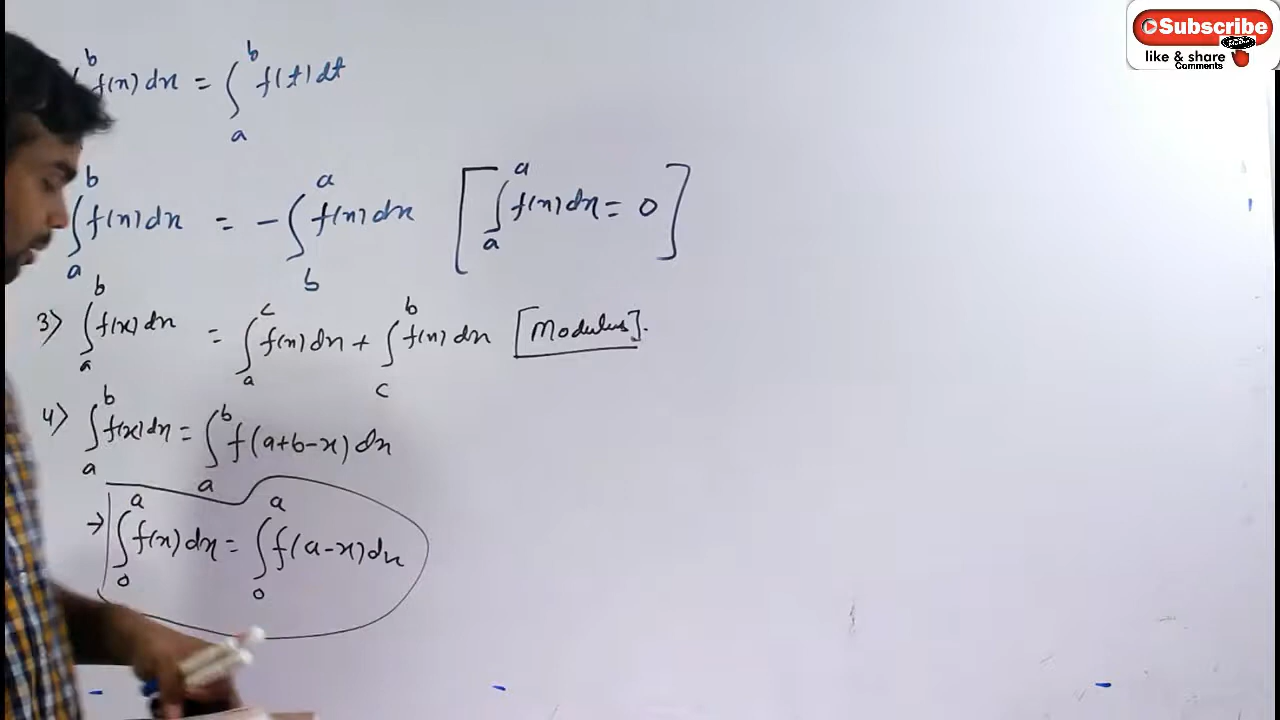 Subscribe
like & share
Comments
∫_a^b f(x) dx = ∫_a^b f(t) dt
∫_a^b f(x) dx = - ∫_b^a f(x) dx [∫_a^a f(x) dx = 0]
3) ∫_a^b f(x) dx = ∫_a^c f(x) dx + ∫_c^b f(x) dx [Modulus].
4) ∫_a^b f(x) dx = ∫_a^b f(a+b-x) dx
→ ∫_0^a f(x) dx = ∫_0^a f(a-x) dx